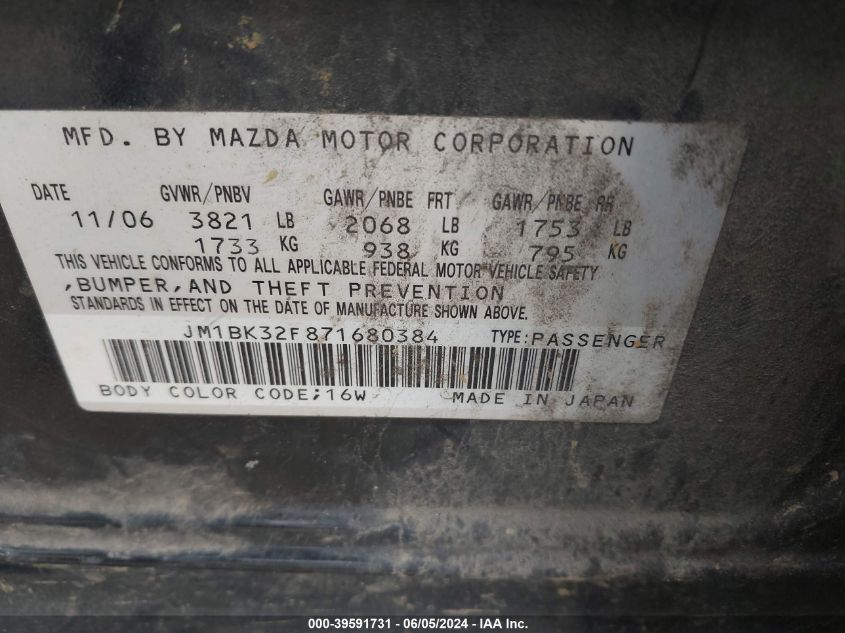 MFD. BY MAZDA MOTOR CORPORATION
DATE GVWR/PNBV GAWR/PNBE FRT GAWR/PNBE RR
11/06 3821 LB 2068 LB 1753 LB
1733 KG 938 KG 795 KG
THIS VEHICLE CONFORMS TO ALL APPLICABLE FEDERAL MOTOR VEHICLE SAFETY
,BUMPER,AND THEFT PREVENTION
STANDARDS IN EFFECT ON THE DATE OF MANUFACTURE SHOWN ABOVE.
JM1BK32F871680384 TYPE:PASSENGER
BODY COLOR CODE;16W MADE IN JAPAN
000-39591731 - 06/05/2024 - IAA Inc.